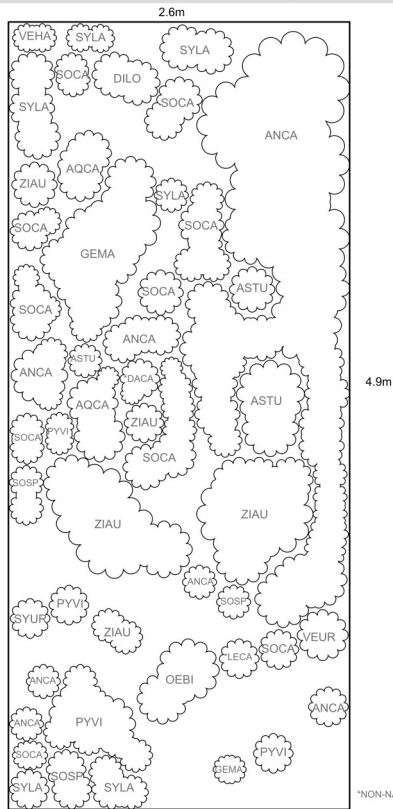 2.6m
VEHA
SYLA
SYLA
SOCA
DILO
SYLA
SOCA
ANCA
AQCA
ZIAU
SYLA
SOCA
SOCA
GEMA
SOCA
ASTU
SOCA
ANCA
ASTU
ANCA
DACA
4.9m
AQCA
ASTU
ZIAU
PYVI
SOCA
SOCA
SOSP
ZIAU
ZIAU
ANCA
SOSP
PYVI
SYUR
ZIAU
VEUR
SOCA
*LECA
OEBI
ANCA
ANCA
ANCA
PYVI
SOCA
PYVI
GEMA
SOSP
SYLA
SYLA